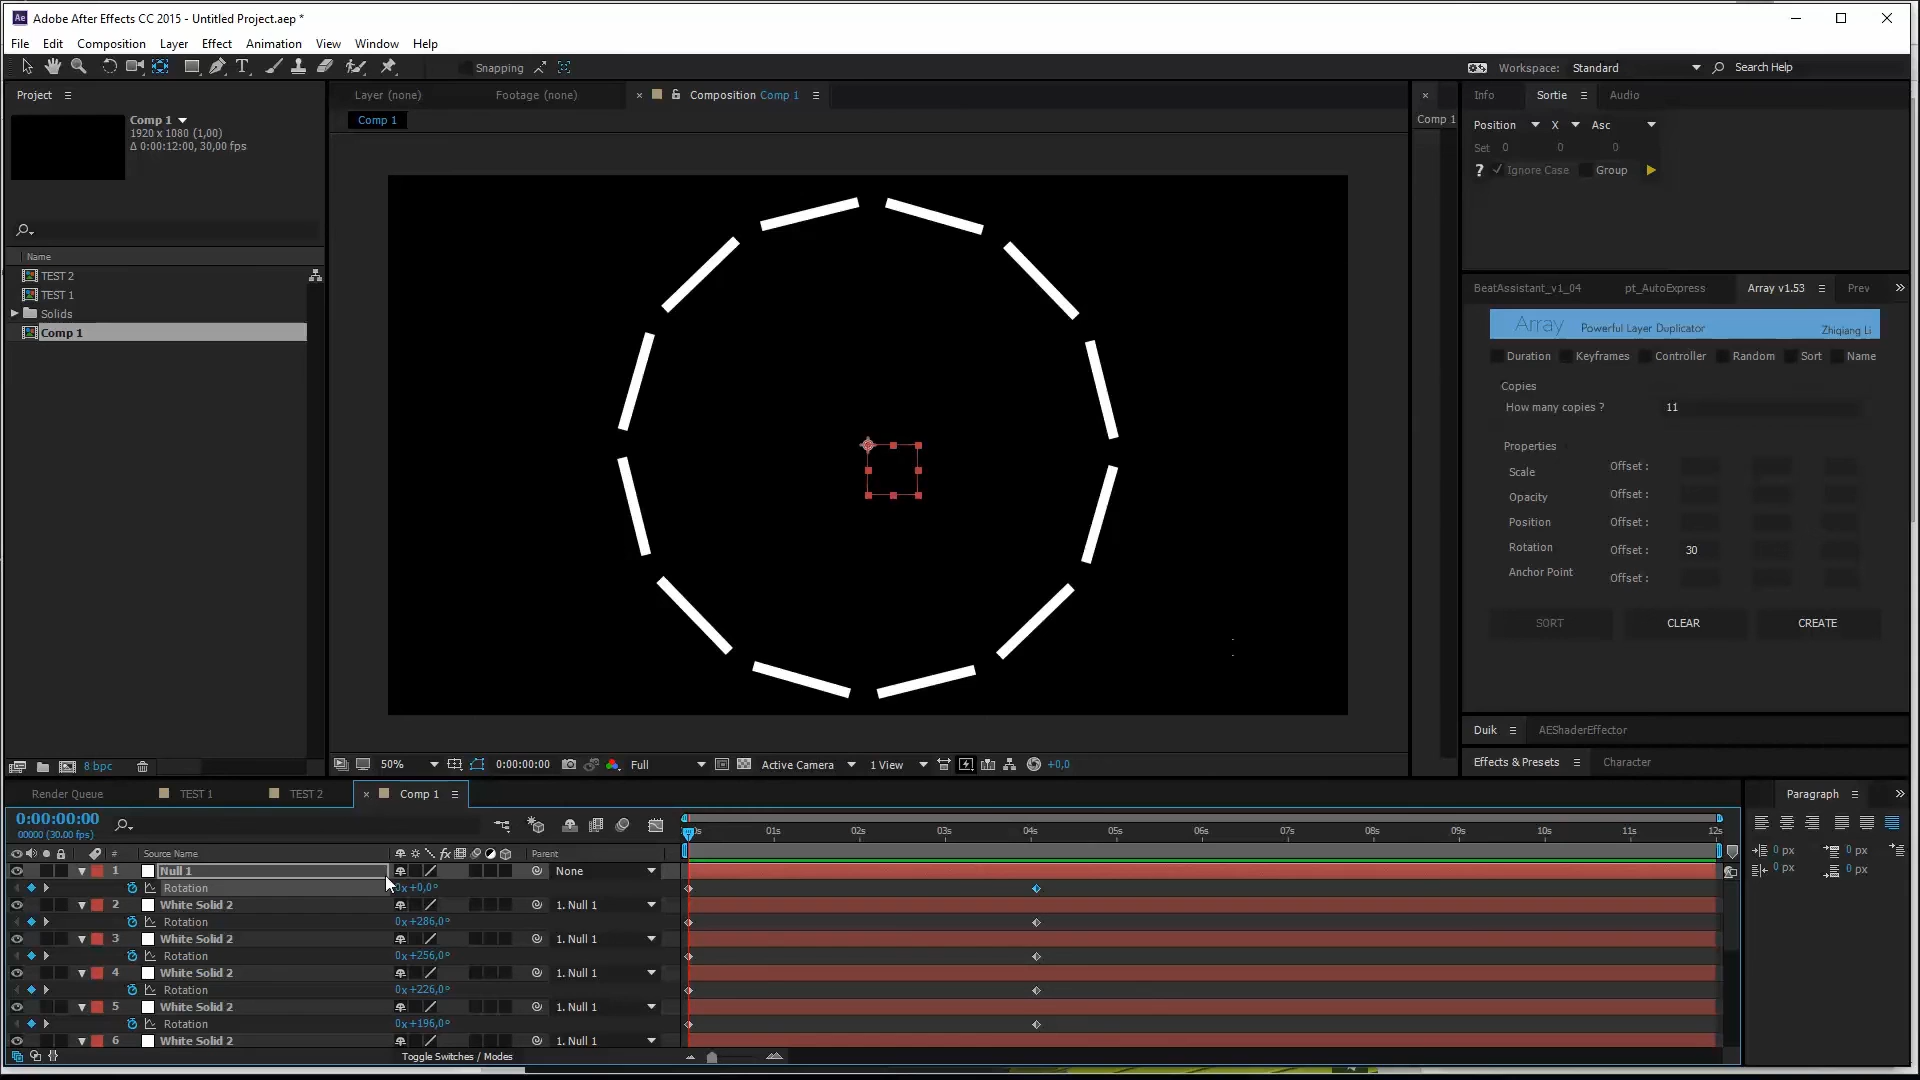 Adobe After Effects CC 2015 - Untitled Project.aep *
File Edit Composition Layer Effect Animation View Window Help
Snapping
Workspace: Standard
Search Help
Project
Layer (none)
Footage (none)
Composition Comp 1
Comp 1
Comp 1
1920 x 1080 (1,00)
Δ 0:00:12:00, 30,00 fps
Name
TEST 2
TEST 1
Solids
Comp 1
8 bpc
50%
0:00:00:00
Full
Active Camera
1 View
+0,0
Comp 1
Info Sortie Audio
Position X Asc
Set 0 0 0
? Ignore Case Group
BeatAssistant_v1_04 pt_AutoExpress Array v1.53 Prev
Array Powerful Layer Duplicator Zhiqiang Li
Duration Keyframes Controller Random Sort Name
Copies
How many copies ? 11
Properties
Scale Offset :
Opacity Offset :
Position Offset :
Rotation Offset : 30
Anchor Point Offset :
SORT CLEAR CREATE
Duik AEShaderEffector
Effects & Presets Character
Render Queue TEST 1 TEST 2 Comp 1
Paragraph
0:00:00:00
00000 (30.00 fps)
0s 01s 02s 03s 04s 05s 06s 07s 08s 09s 10s 11s 12s
# Source Name Parent
1 Null 1 None
Rotation 0x+0,0°
2 White Solid 2 1. Null 1
Rotation 0x+286,0°
3 White Solid 2 1. Null 1
Rotation 0x+256,0°
4 White Solid 2 1. Null 1
Rotation 0x+226,0°
5 White Solid 2 1. Null 1
Rotation 0x+196,0°
6 White Solid 2 1. Null 1
Toggle Switches / Modes
0 px 0 px
0 px 0 px